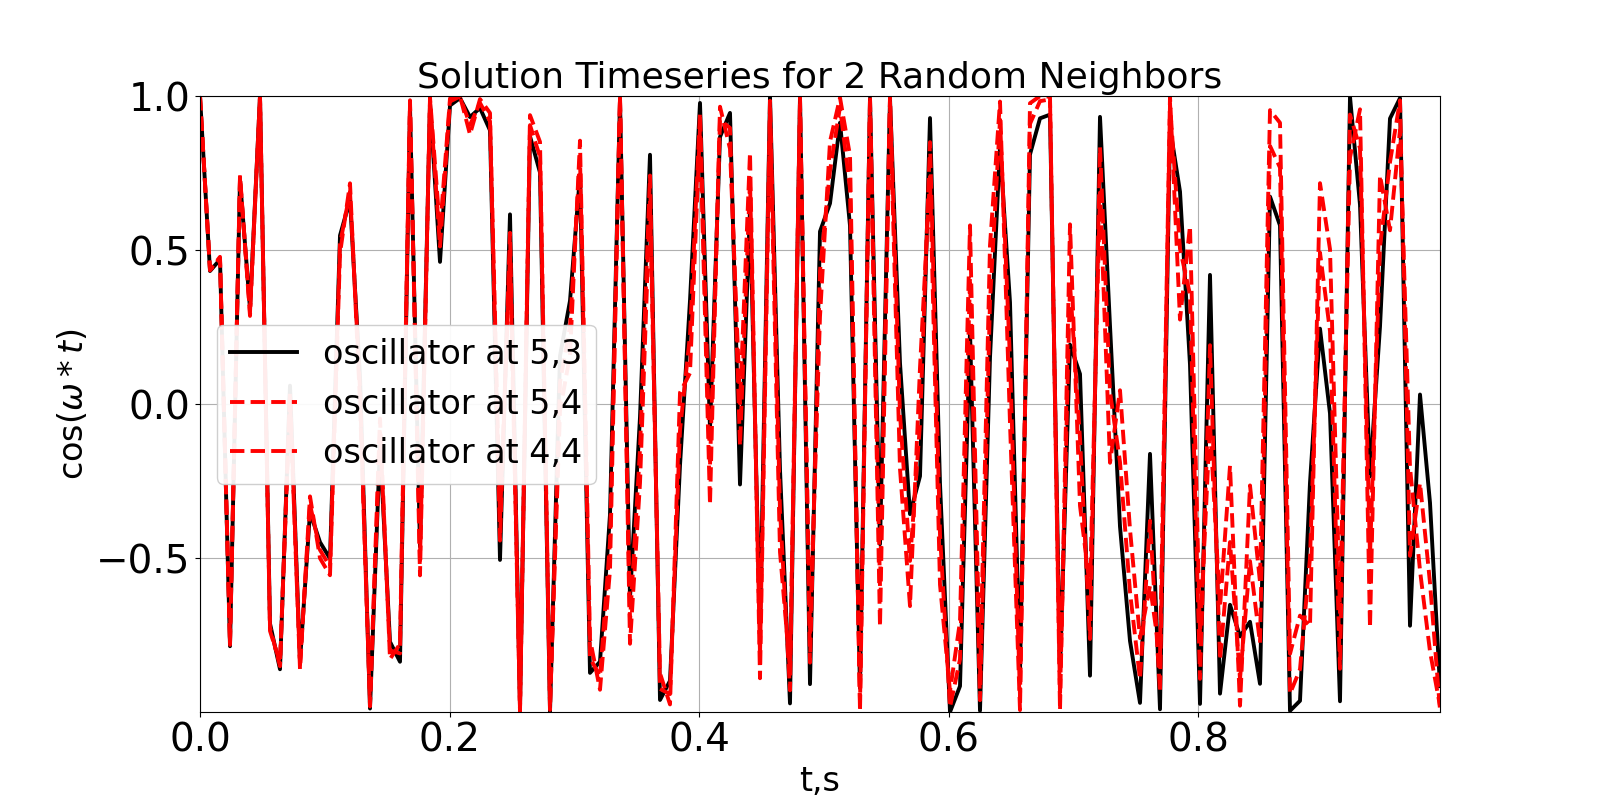 Solution Timeseries for 2 Random Neighbors
1.0
0.5
0.0
−0.5
cos(ω * t)
oscillator at 5,3
oscillator at 5,4
oscillator at 4,4
0.0 0.2 0.4 0.6 0.8
t,s